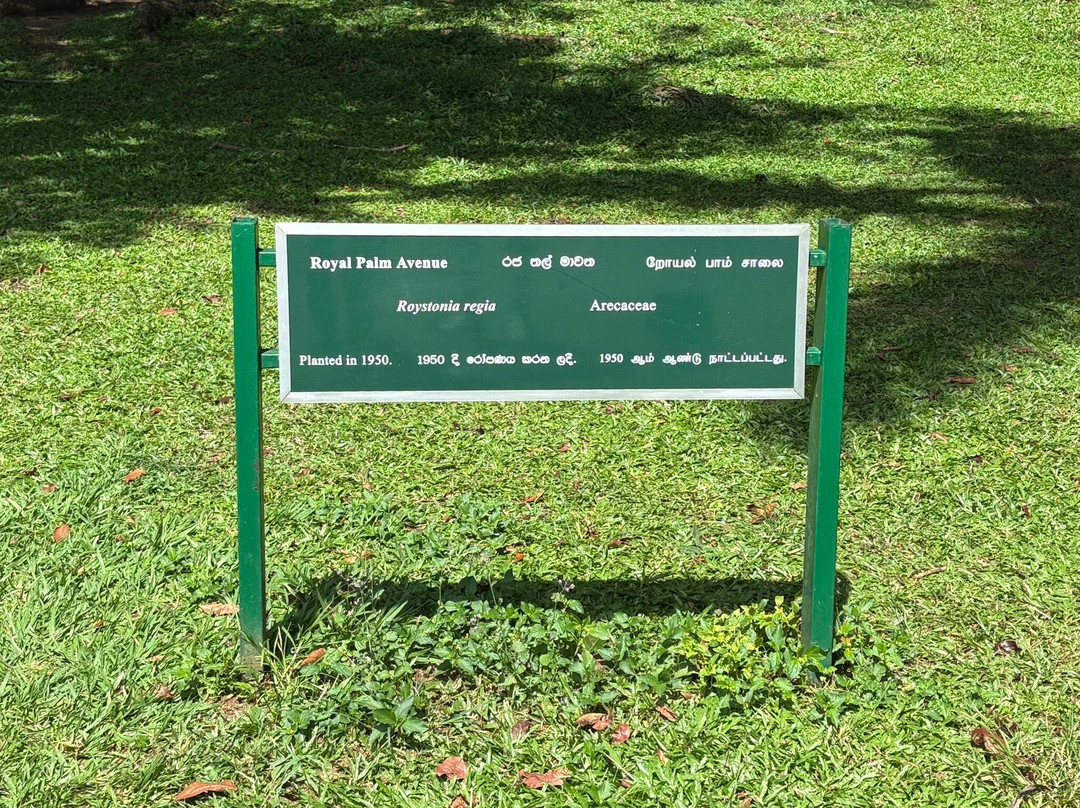 Royal Palm Avenue රජ තල් මාවත றோயல் பாம் சாலை
Roystonia regia Arecaceae
Planted in 1950. 1950 දී රෝපණය කරන ලදී. 1950 ஆம் ஆண்டு நாட்டப்பட்டது.